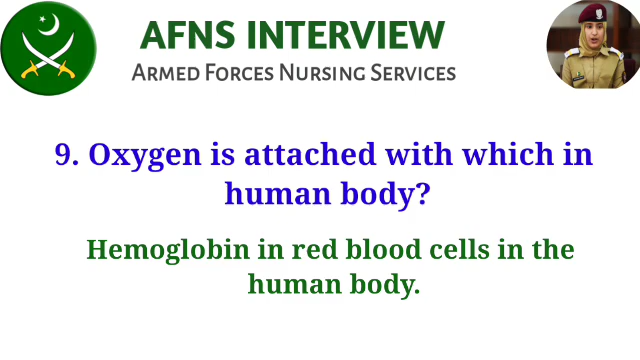 AFNS INTERVIEW
ARMED FORCES NURSING SERVICES
9. Oxygen is attached with which in
human body?
Hemoglobin in red blood cells in the
human body.